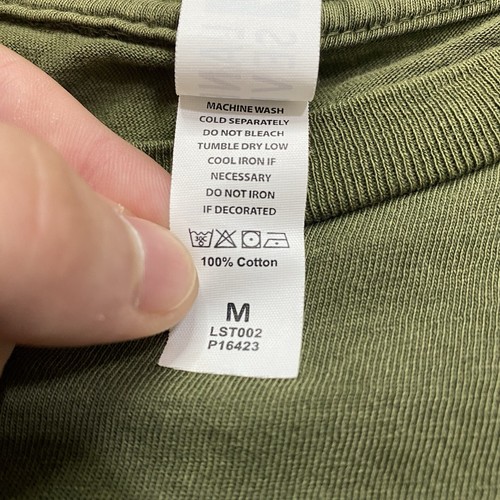 MACHINE WASH
COLD SEPARATELY
DO NOT BLEACH
TUMBLE DRY LOW
COOL IRON IF
NECESSARY
DO NOT IRON
IF DECORATED
30C
100% Cotton
M
LST002
P16423